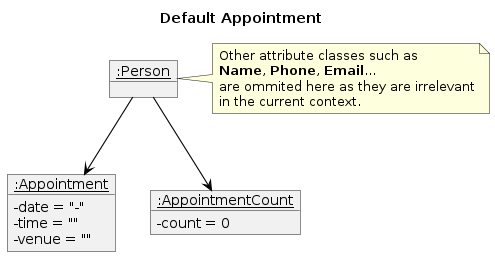 Default Appointment
:Person
Other attribute classes such as
Name, Phone, Email...
are ommited here as they are irrelevant
in the current context.
:Appointment
-date = "-"
-time = ""
-venue = ""
:AppointmentCount
-count = 0